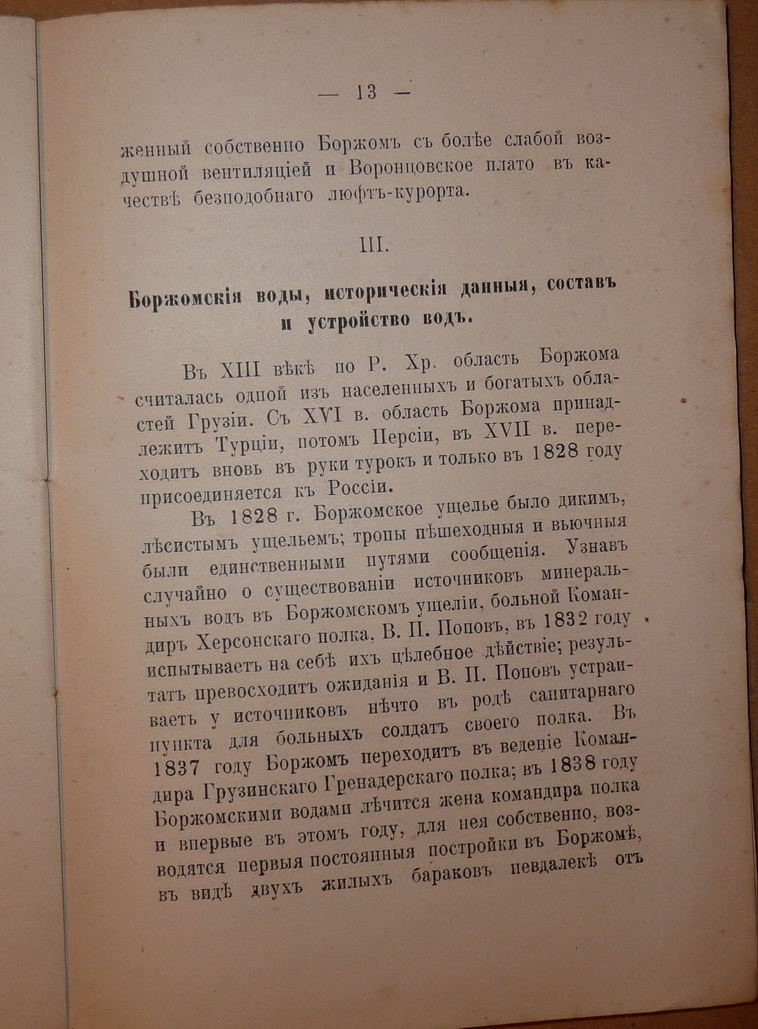 — 13 —
женный собственно Боржомъ съ болѣе слабой воз-
душной вентиляціей и Воронцовское плато въ ка-
чествѣ безподобнаго люфтъ-курорта.
III.
Боржомскія воды, историческія данныя, составъ
и устройство водъ.
Въ XIII вѣкѣ по Р. Хр. область Боржома
считалась одной изъ населенныхъ и богатыхъ обла-
стей Грузіи. Съ XVI в. область Боржома принад-
лежитъ Турціи, потомъ Персіи, въ XVII в. пере-
ходитъ вновь въ руки турокъ и только въ 1828 году
присоединяется къ Россіи.
Въ 1828 г. Боржомское ущелье было дикимъ,
лѣсистымъ ущельемъ; тропы пѣшеходныя и вьючныя
были единственными путями сообщенія. Узнавъ
случайно о существованіи источниковъ минераль-
ныхъ водъ въ Боржомскомъ ущеліи, больной Коман-
диръ Херсонскаго полка, В. П. Поповъ, въ 1832 году
испытываетъ на себѣ ихъ цѣлебное дѣйствіе; резуль-
татъ превосходитъ ожиданія и В. П. Поповъ устраи-
ваетъ у источниковъ нѣчто въ родѣ санитарнаго
пункта для больныхъ солдатъ своего полка. Въ
1837 году Боржомъ переходитъ въ веденіе Коман-
дира Грузинскаго Гренадерскаго полка; въ 1838 году
Боржомскими водами лѣчится жена командира полка
и впервые въ этомъ году, для нея собственно, воз-
водятся первыя постоянныя постройки въ Боржомѣ,
въ видѣ двухъ жилыхъ бараковъ невдалекѣ отъ